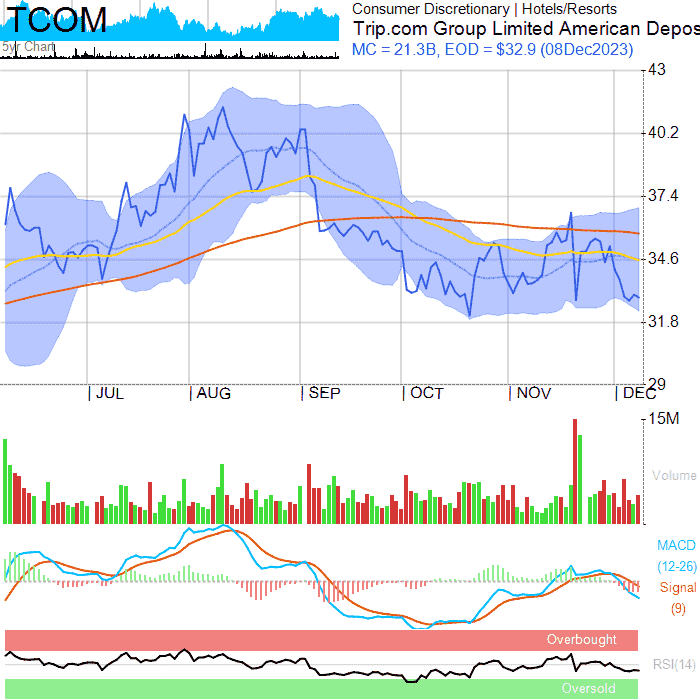 TCOM
5yr Chart
Consumer Discretionary | Hotels/Resorts
Trip.com Group Limited American Depos
MC = 21.3B, EOD = $32.9 (08Dec2023)
43
40.2
37.4
34.6
31.8
29
JUL
AUG
SEP
OCT
NOV
DEC
15M
Volume
MACD
(12-26)
Signal
(9)
Overbought
RSI(14)
Oversold